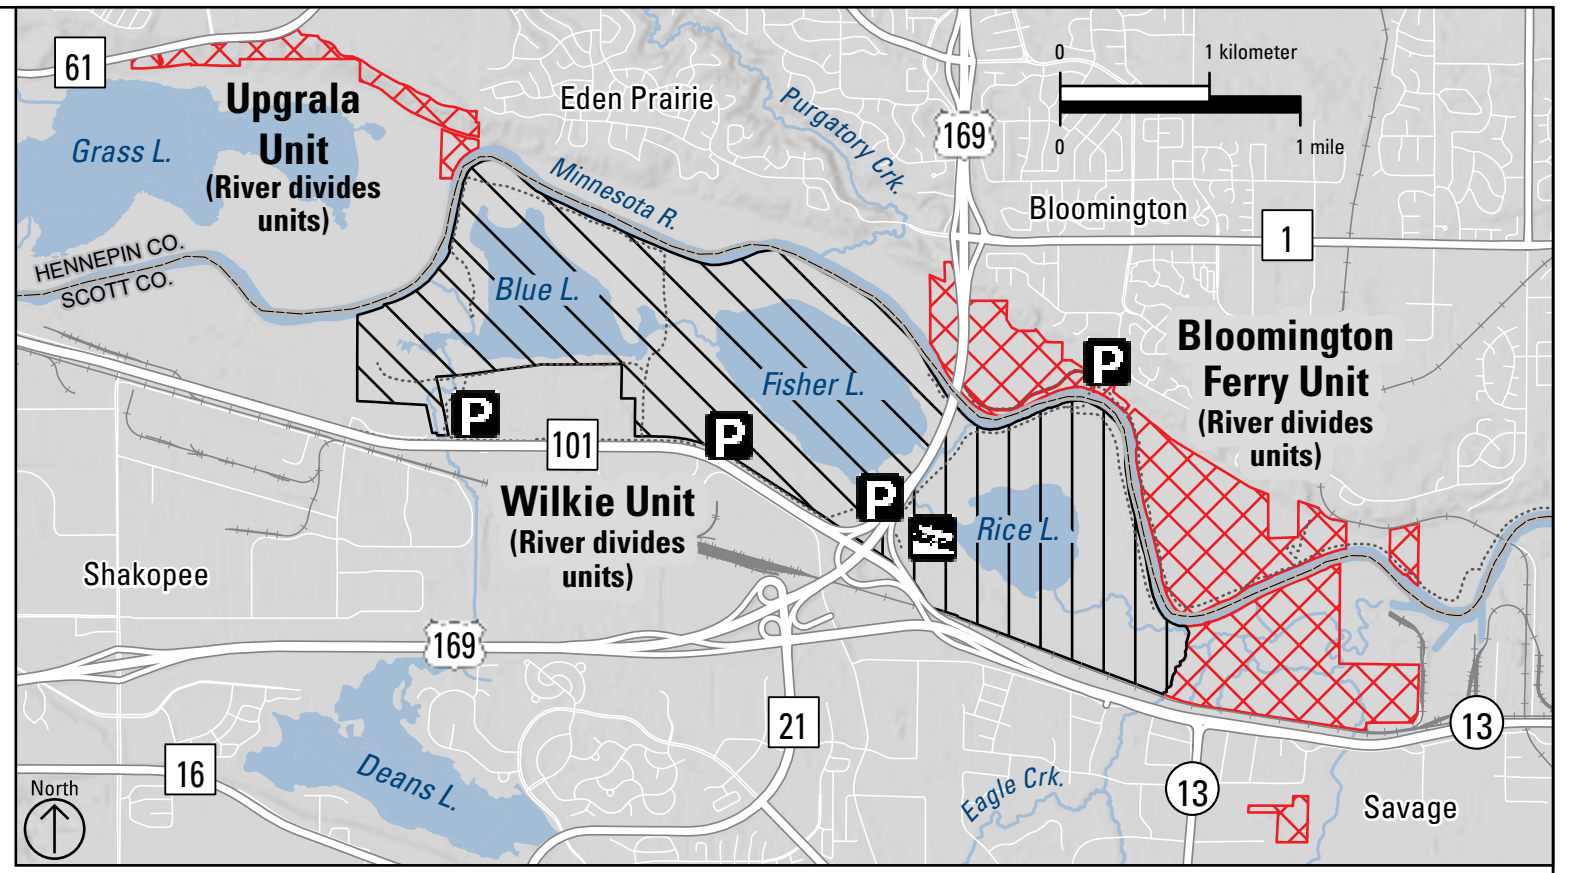 61
Upgrala
Unit
(River divides
units)
Grass L.
Eden Prairie
Purgatory Crk.
169
0
1 kilometer
0
1 mile
Minnesota R.
Bloomington
1
HENNEPIN CO.
SCOTT CO.
Blue L.
Fisher L.
P
Bloomington
Ferry Unit
(River divides
units)
P
P
101
P
Wilkie Unit
(River divides
units)
Rice L.
Shakopee
169
21
13
16
Deans L.
Eagle Crk.
13
Savage
North